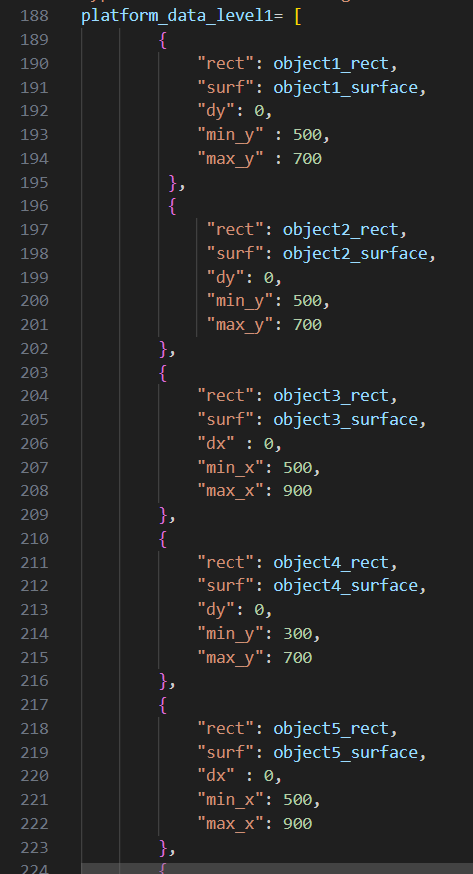 188 platform_data_level1= [
189 {
190 "rect": object1_rect,
191 "surf": object1_surface,
192 "dy": 0,
193 "min_y" : 500,
194 "max_y" : 700
195 },
196 {
197 "rect": object2_rect,
198 "surf": object2_surface,
199 "dy": 0,
200 "min_y": 500,
201 "max_y": 700
202 },
203 {
204 "rect": object3_rect,
205 "surf": object3_surface,
206 "dx" : 0,
207 "min_x": 500,
208 "max_x": 900
209 },
210 {
211 "rect": object4_rect,
212 "surf": object4_surface,
213 "dy": 0,
214 "min_y": 300,
215 "max_y": 700
216 },
217 {
218 "rect": object5_rect,
219 "surf": object5_surface,
220 "dx" : 0,
221 "min_x": 500,
222 "max_x": 900
223 },
224 {